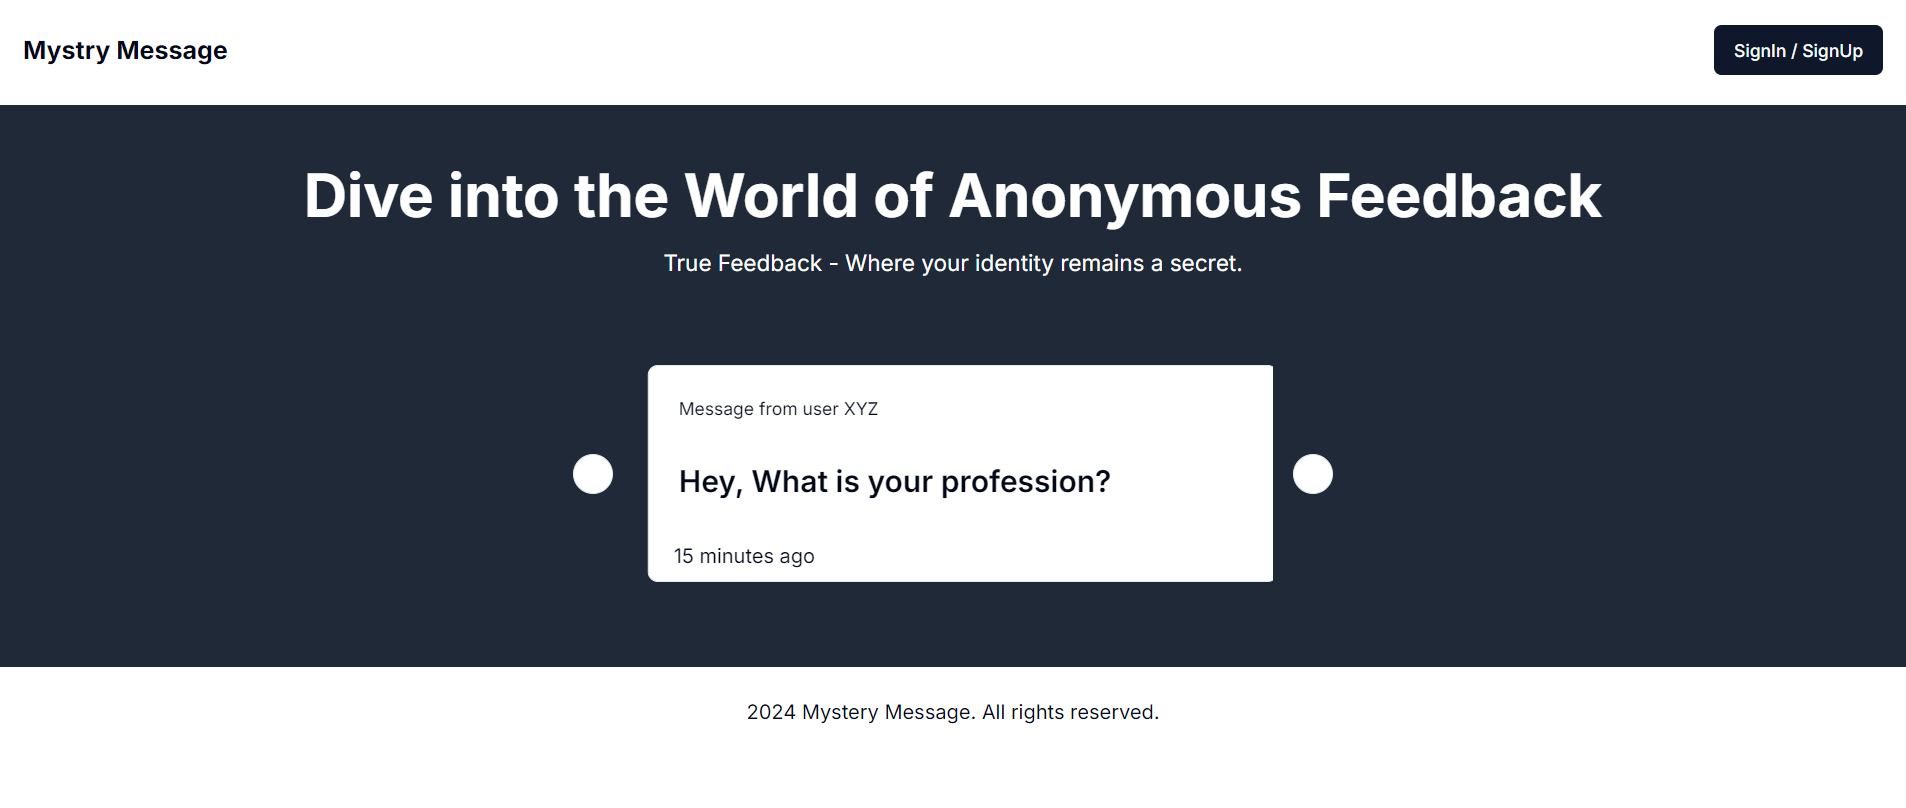 Mystry Message
SignIn / SignUp
Dive into the World of Anonymous Feedback
True Feedback - Where your identity remains a secret.
Message from user XYZ
Hey, What is your profession?
15 minutes ago
2024 Mystery Message. All rights reserved.